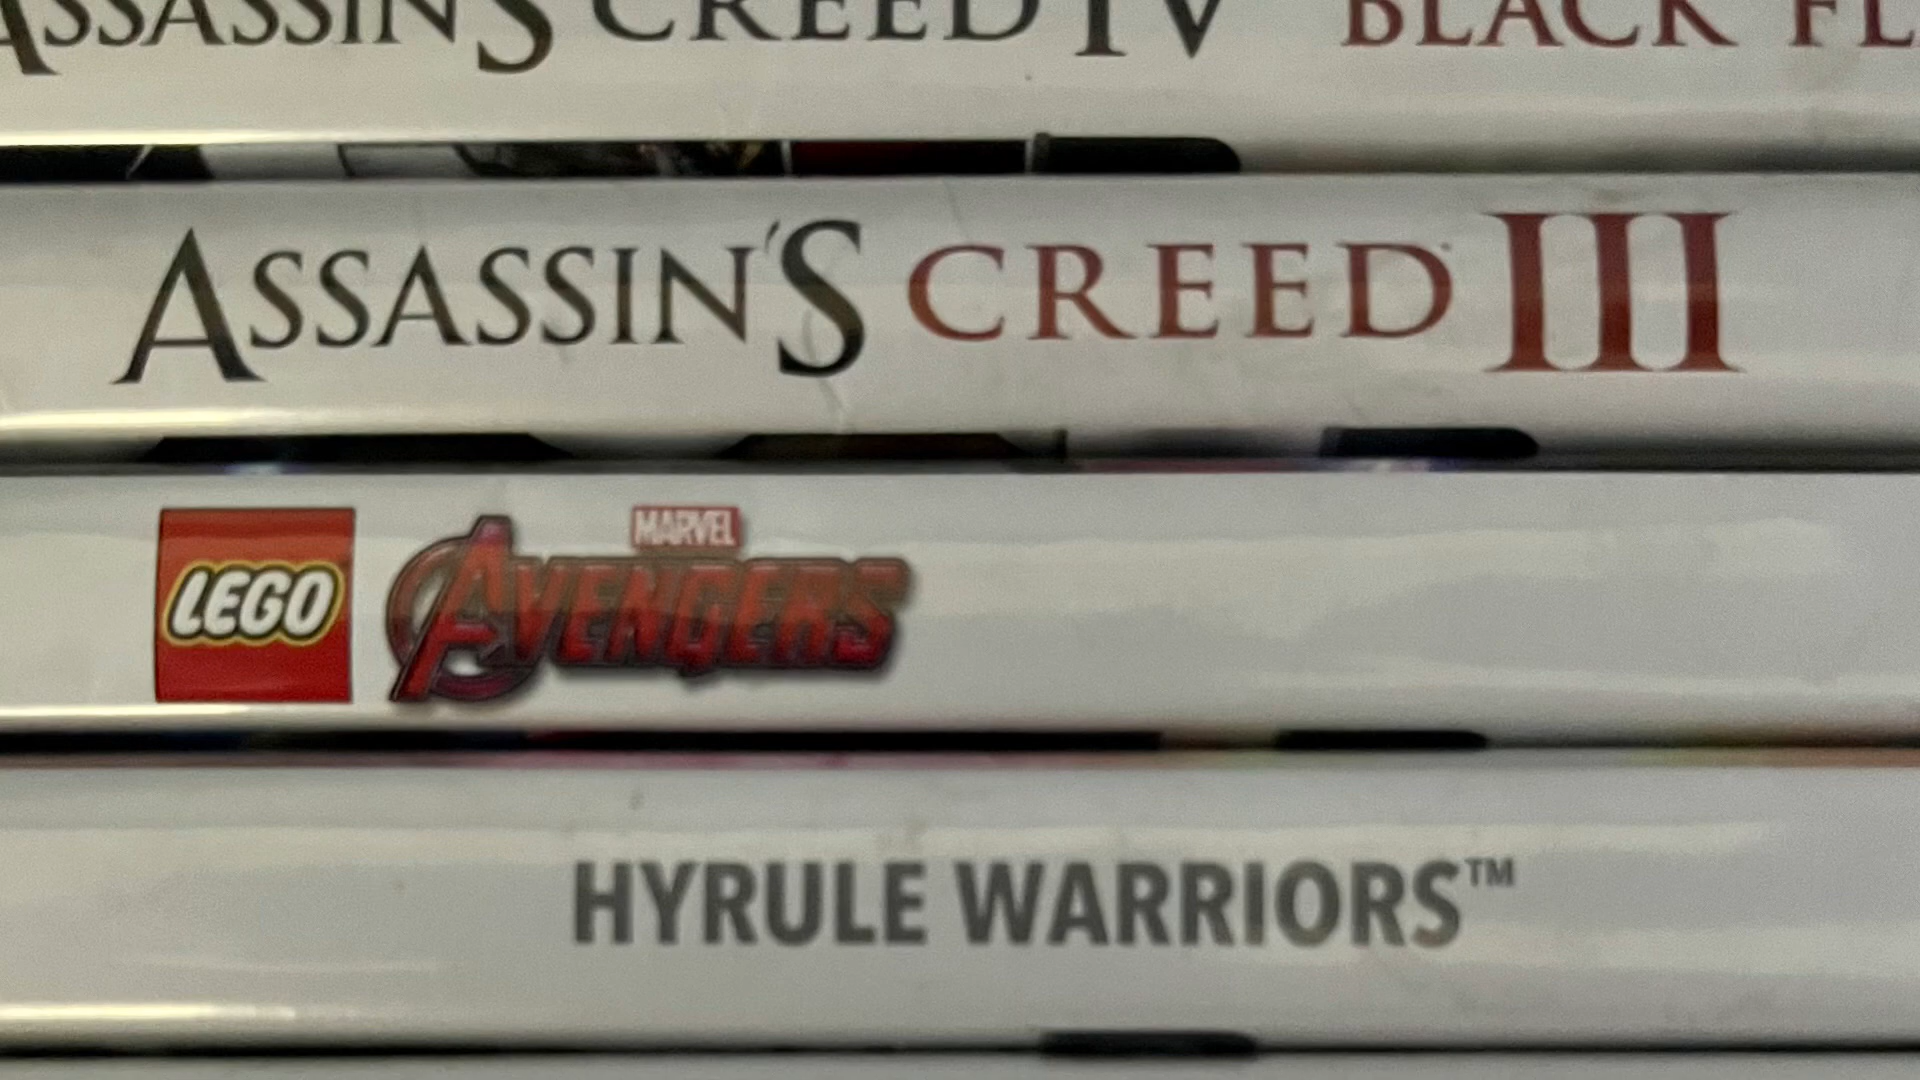 ASSASSIN'S CREED IV BLACK FL
ASSASSIN'S CREED III
LEGO MARVEL AVENGERS
HYRULE WARRIORS™